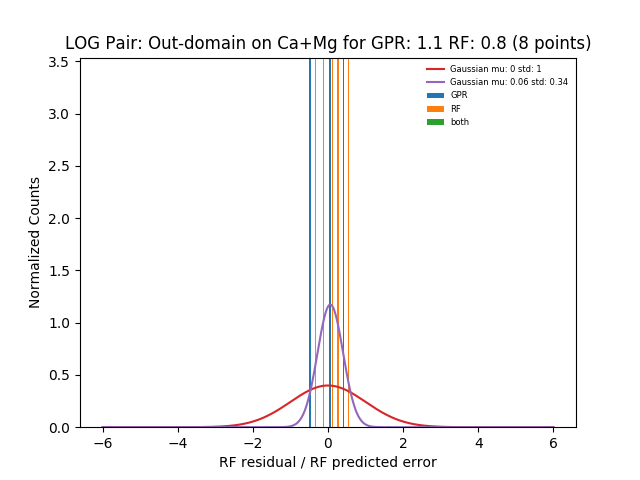 LOG Pair: Out-domain on Ca+Mg for GPR: 1.1 RF: 0.8 (8 points)
Gaussian mu: 0 std: 1
Gaussian mu: 0.06 std: 0.34
GPR
RF
both
Normalized Counts
3.5
3.0
2.5
2.0
1.5
1.0
0.5
0.0
−6 −4 −2 0 2 4 6
RF residual / RF predicted error